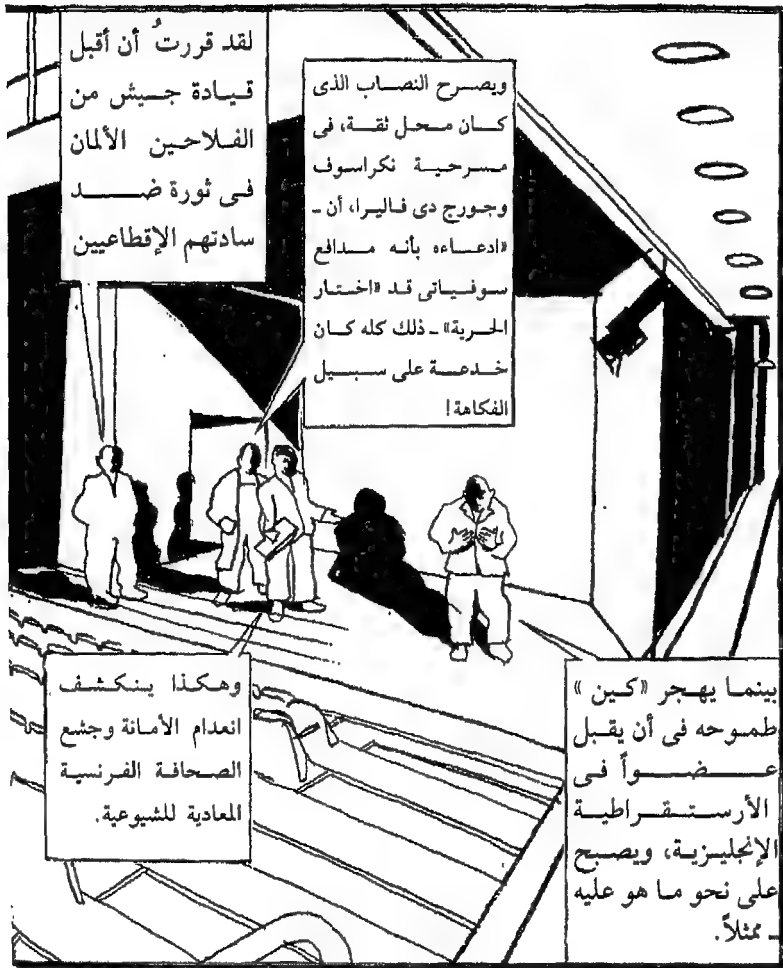 لقد قررتُ أن أقبل
قيادة جيش من
الفلاحين الألمان
فى ثورة ضد
سادتهم الإقطاعيين
ويصرح النصاب الذى
كان محل ثقة، فى
مسرحية نكراسوف
وجورج دى فاليرا، أن ـ
«ادعاءه بأنه مدافع
سوفياتى قد «اختار
الحرية» ـ ذلك كله كان
خدعة على سبيل
الفكاهة!
وهكذا ينكشف
انعدام الأمانة وجشع
الصحافة الفرنسية
المعادية للشيوعية.
بينما يهجر «كين»
طموحه فى أن يقبل
عضواً فى
الأرستقراطية
الإنجليزية، ويصبح
على نحو ما هو عليه
ـ ممثلاً.